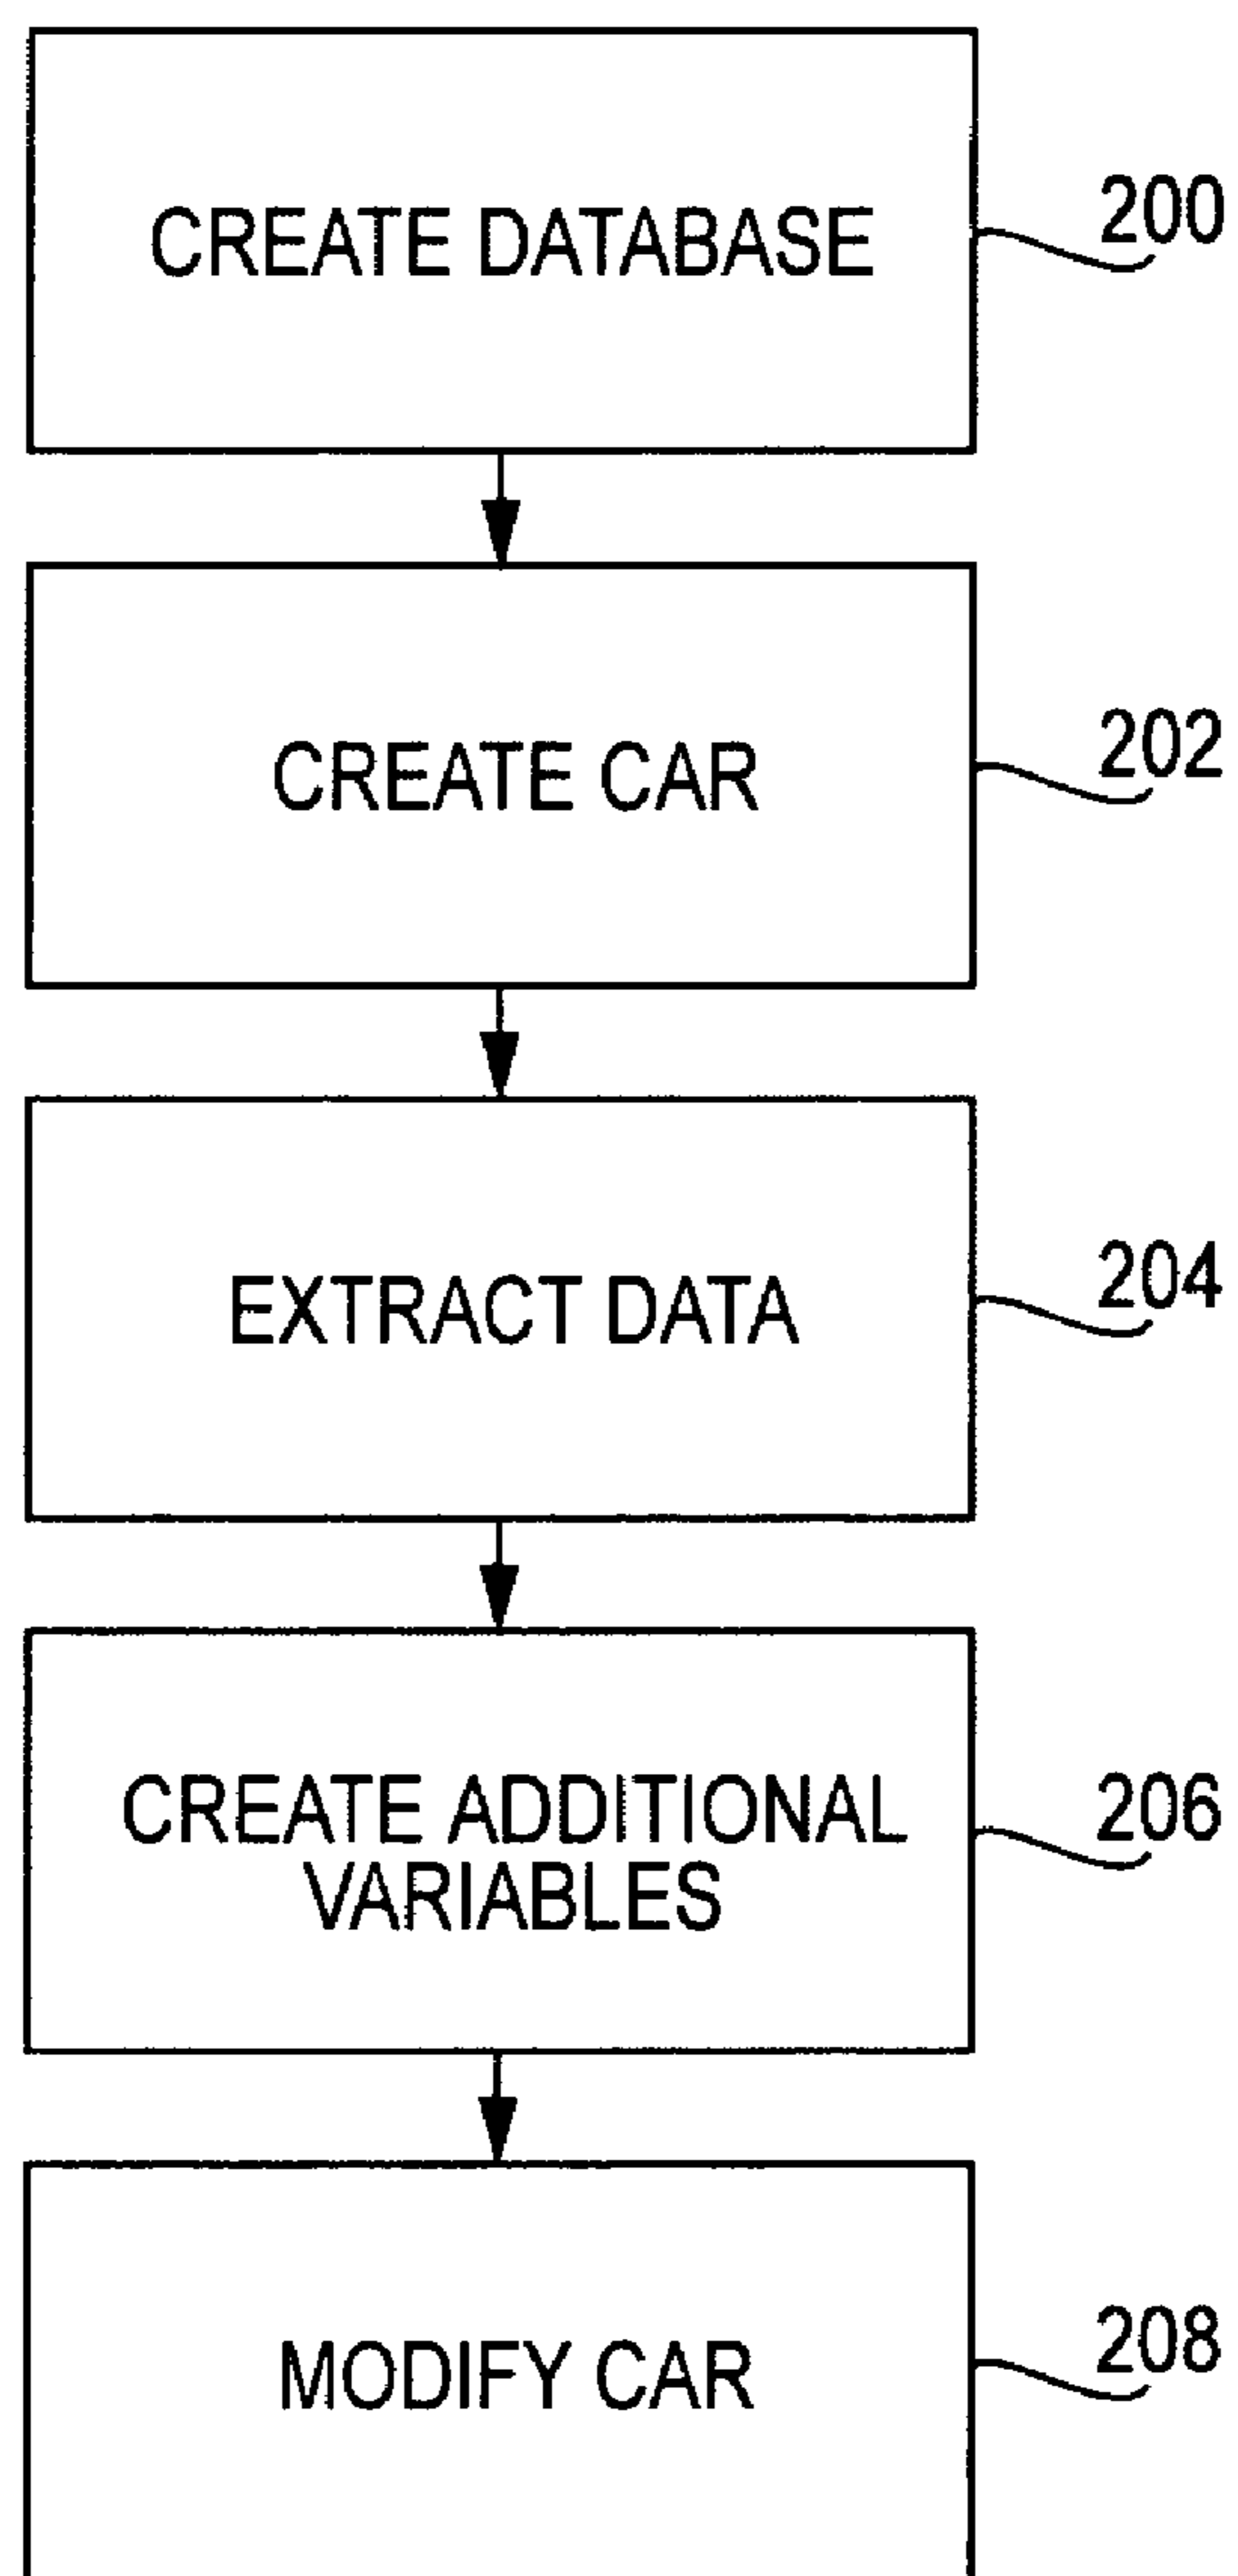 CREATE DATABASE
200
CREATE CAR
202
EXTRACT DATA
204
CREATE ADDITIONAL
VARIABLES
206
MODIFY CAR
208